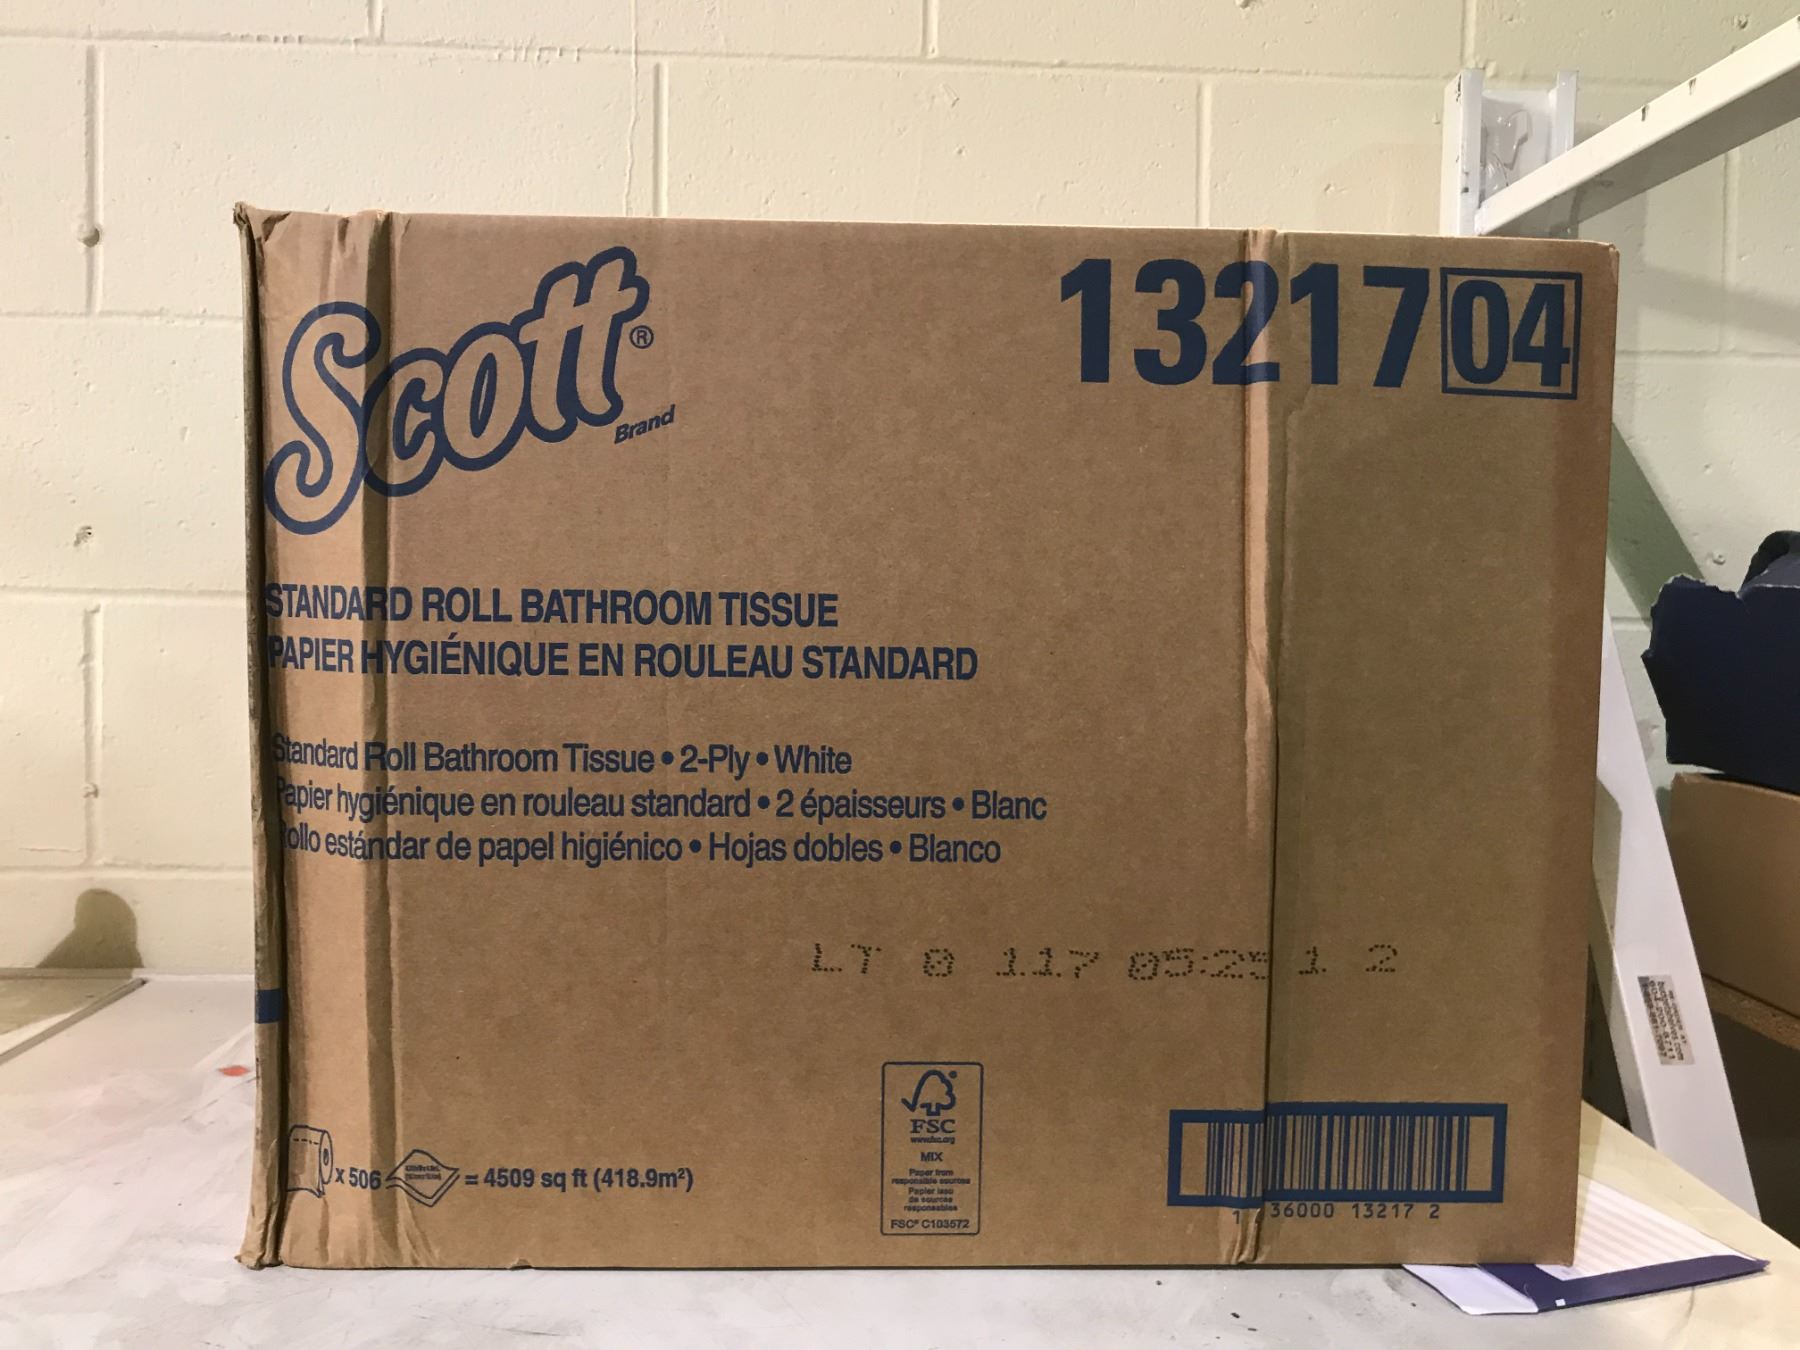 Scott®
Brand
13217 04
STANDARD ROLL BATHROOM TISSUE
PAPIER HYGIÉNIQUE EN ROULEAU STANDARD
Standard Roll Bathroom Tissue • 2-Ply • White
Papier hygiénique en rouleau standard • 2 épaisseurs • Blanc
Rollo estándar de papel higiénico • Hojas dobles • Blanco
LT 0 117 05:25 1 2
x 506
= 4509 sq ft (418.9m²)
FSC
www.fsc.org
MIX
Paper from
responsible sources
Papier issu
de sources
responsables
FSC® C103572
1 36000 13217 2